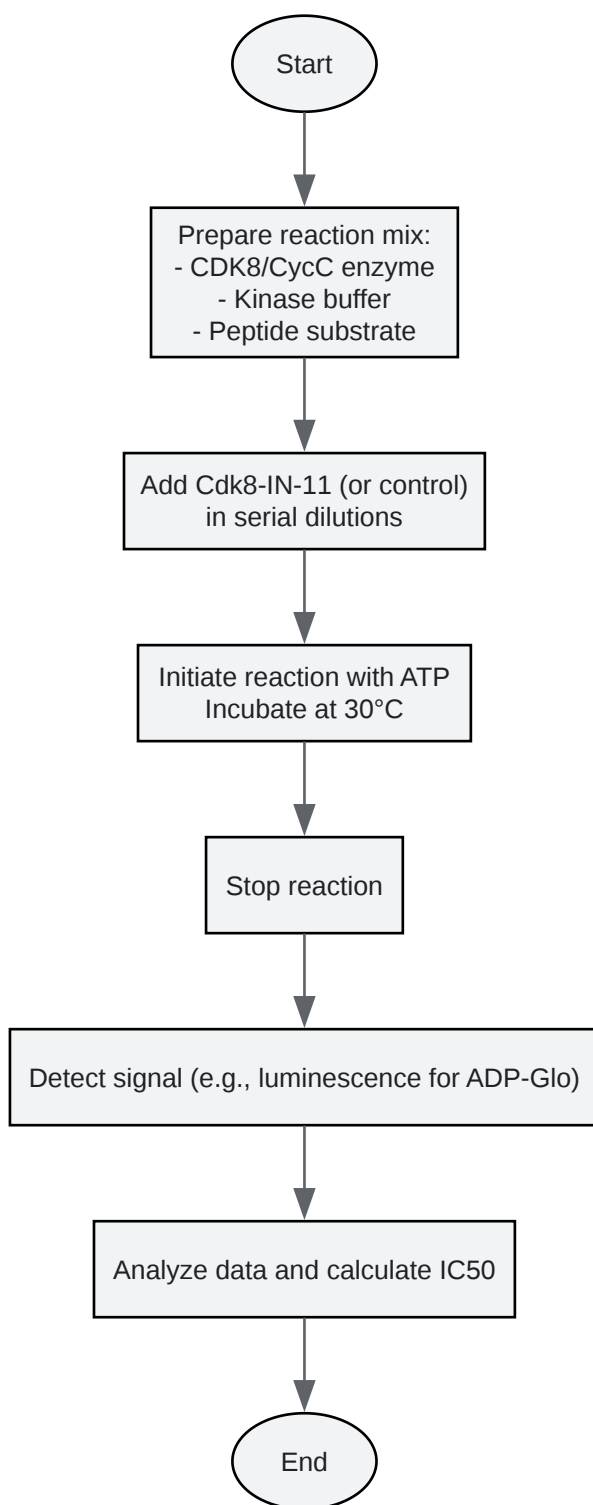 Start
Prepare reaction mix:
- CDK8/CycC enzyme
- Kinase buffer
- Peptide substrate
Add Cdk8-IN-11 (or control)
in serial dilutions
Initiate reaction with ATP
Incubate at 30°C
Stop reaction
Detect signal (e.g., luminescence for ADP-Glo)
Analyze data and calculate IC50
End